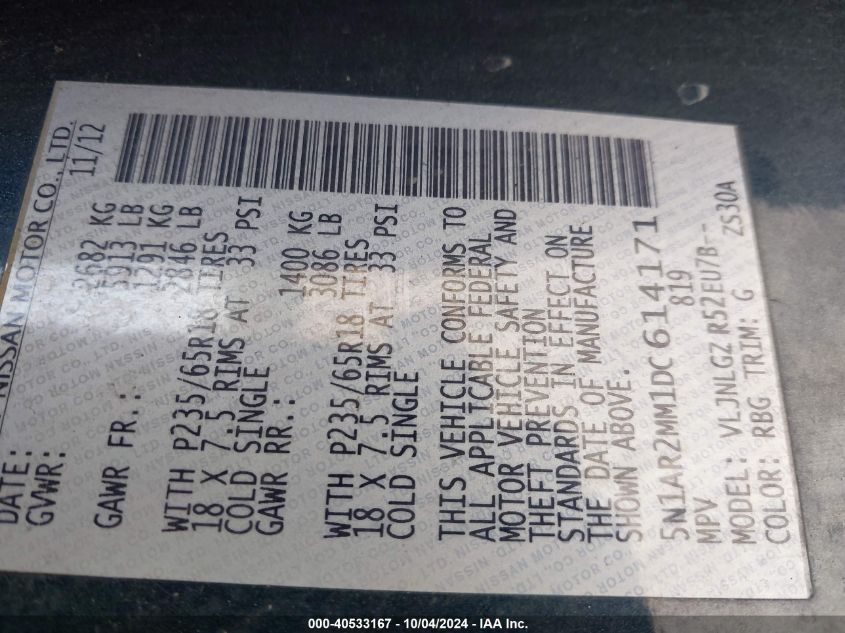 NISSAN MOTOR CO., LTD.
DATE: 11/12
GVWR: 2682 KG
5913 LB
GAWR FR.: 1291 KG
2846 LB
WITH P235/65R18 TIRES
18 X 7.5 RIMS AT 33 PSI
COLD SINGLE
GAWR RR.: 1400 KG
3086 LB
WITH P235/65R18 TIRES
18 X 7.5 RIMS AT 33 PSI
COLD SINGLE
THIS VEHICLE CONFORMS TO
ALL APPLICABLE FEDERAL
MOTOR VEHICLE SAFETY AND
THEFT PREVENTION
STANDARDS IN EFFECT ON
THE DATE OF MANUFACTURE
SHOWN ABOVE.
5N1AR2MM1DC614171
MPV 819
MODEL: VLJNLGZ R52EU7B--
COLOR: RBG TRIM: G ZS30A
000-40533167 - 10/04/2024 - IAA Inc.